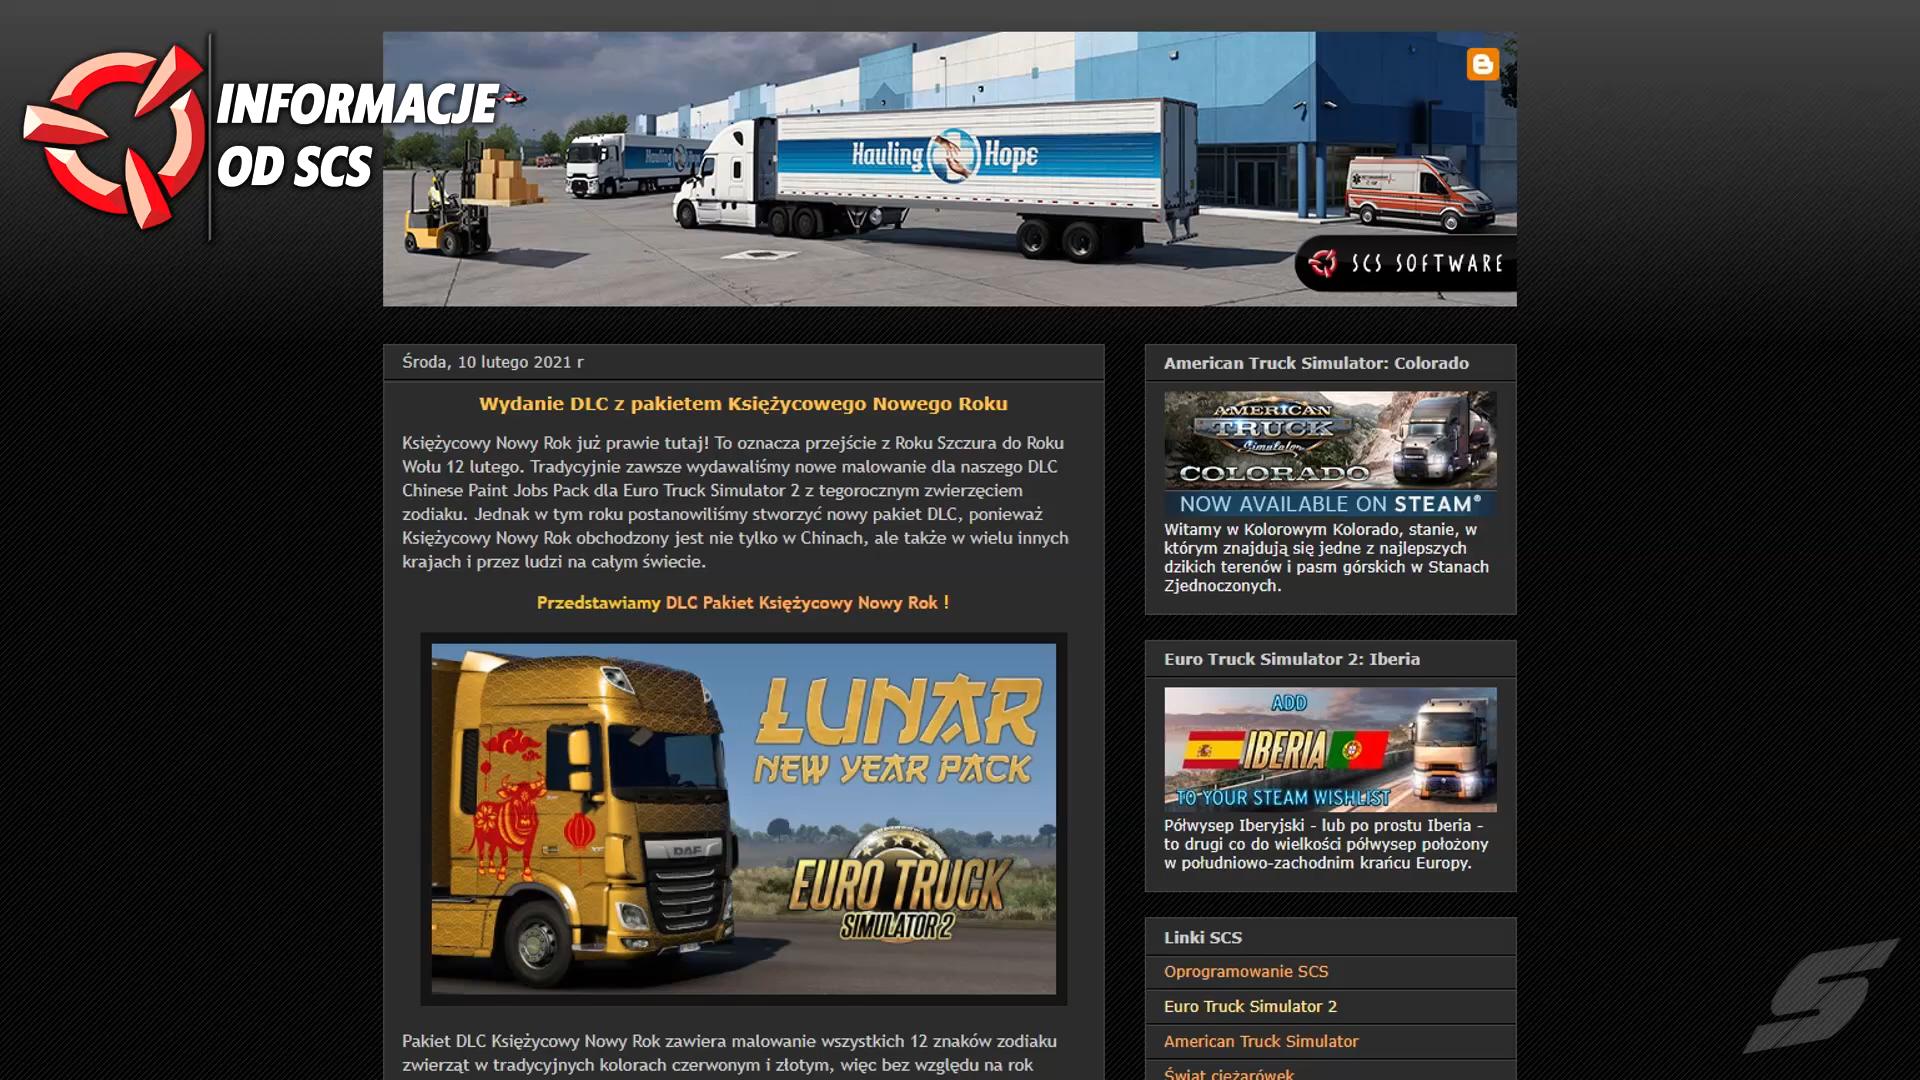 INFORMACJE
OD SCS
Hauling Hope
Hauling
SCS SOFTWARE
Środa, 10 lutego 2021 r
Wydanie DLC z pakietem Księżycowego Nowego Roku
Księżycowy Nowy Rok już prawie tutaj! To oznacza przejście z Roku Szczura do Roku
Wołu 12 lutego. Tradycyjnie zawsze wydawaliśmy nowe malowanie dla naszego DLC
Chinese Paint Jobs Pack dla Euro Truck Simulator 2 z tegorocznym zwierzęciem
zodiaku. Jednak w tym roku postanowiliśmy stworzyć nowy pakiet DLC, ponieważ
Księżycowy Nowy Rok obchodzony jest nie tylko w Chinach, ale także w wielu innych
krajach i przez ludzi na całym świecie.
Przedstawiamy DLC Pakiet Księżycowy Nowy Rok !
LUNAR
NEW YEAR PACK
DAF
EURO TRUCK
SIMULATOR 2
Pakiet DLC Księżycowy Nowy Rok zawiera malowanie wszystkich 12 znaków zodiaku
zwierząt w tradycyjnych kolorach czerwonym i złotym, więc bez względu na rok
American Truck Simulator: Colorado
AMERICAN
TRUCK
Simulator
COLORADO
NOW AVAILABLE ON STEAM®
Witamy w Kolorowym Kolorado, stanie, w
którym znajdują się jedne z najlepszych
dzikich terenów i pasm górskich w Stanach
Zjednoczonych.
Euro Truck Simulator 2: Iberia
ADD
IBERIA
TO YOUR STEAM WISHLIST
Półwysep Iberyjski - lub po prostu Iberia -
to drugi co do wielkości półwysep położony
w południowo-zachodnim krańcu Europy.
Linki SCS
Oprogramowanie SCS
Euro Truck Simulator 2
American Truck Simulator
Świat ciężarówek